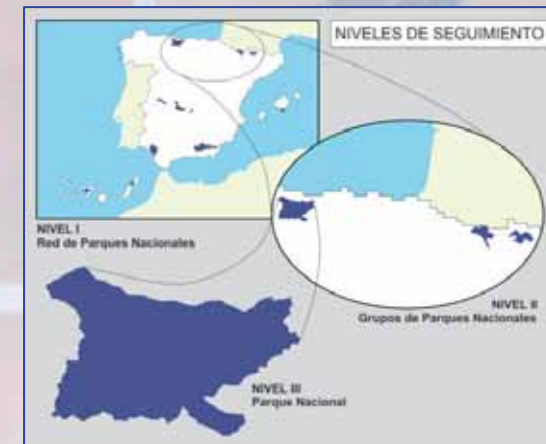 NIVELES DE SEGUIMIENTO
NIVEL I
Red de Parques Nacionales
NIVEL II
Grupos de Parques Nacionales
NIVEL III
Parque Nacional